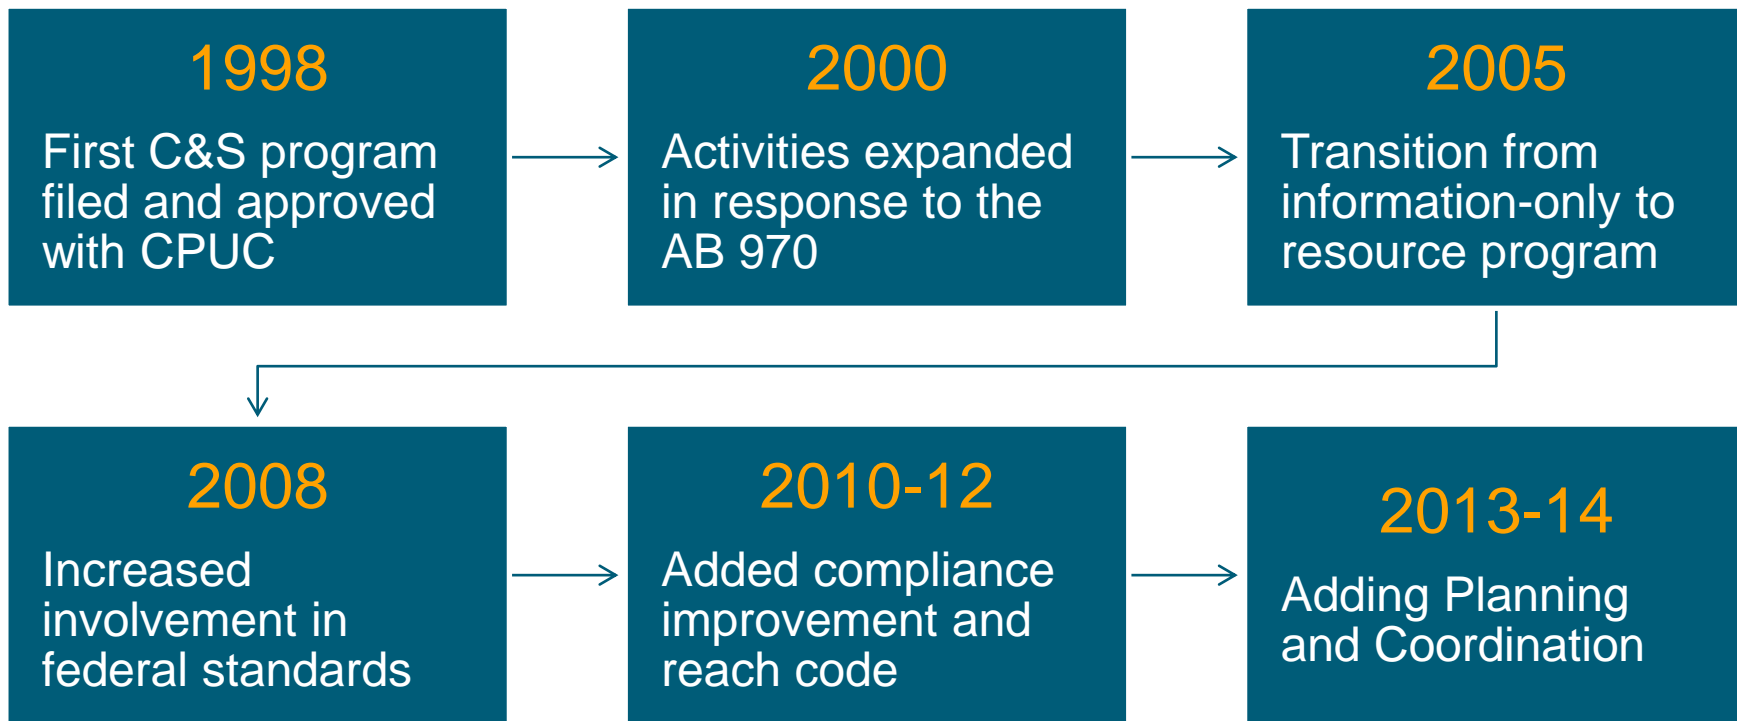 1998
First C&S program
filed and approved
with CPUC
2000
Activities expanded
in response to the
AB 970
2005
Transition from
information-only to
resource program
2008
Increased
involvement in
federal standards
2010-12
Added compliance
improvement and
reach code
2013-14
Adding Planning
and Coordination